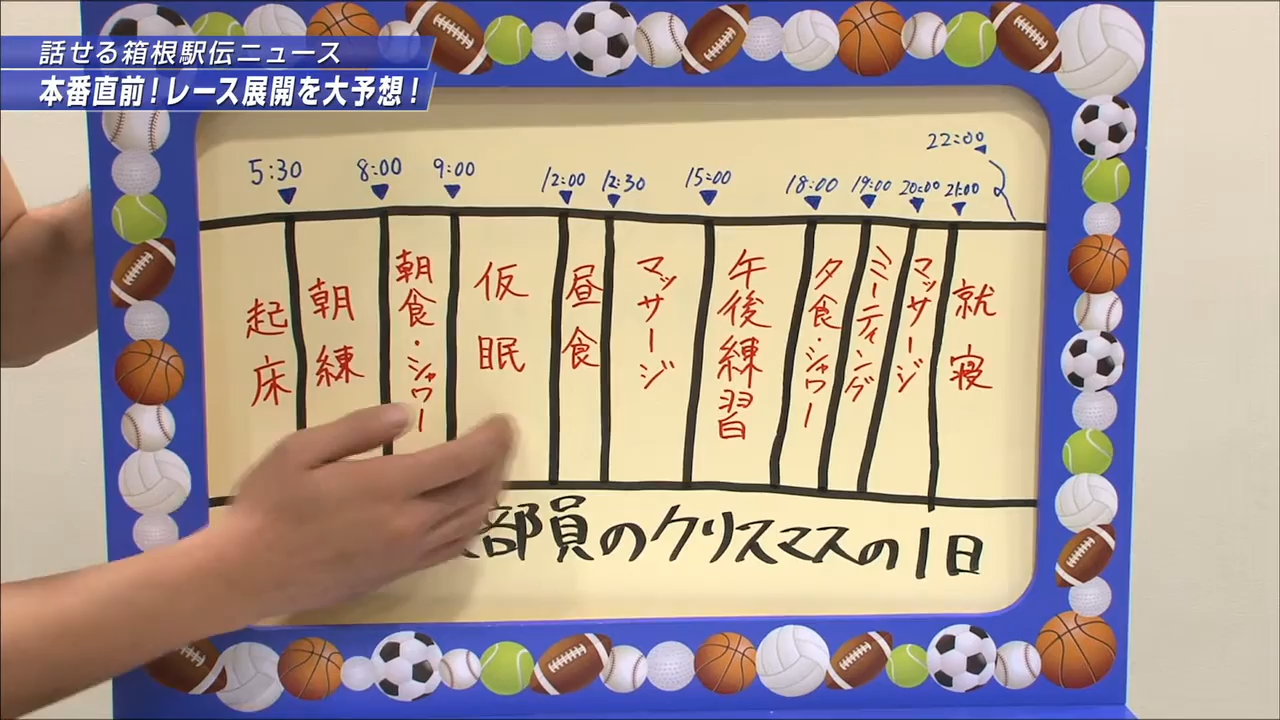 話せる箱根駅伝ニュース
本番直前！レース展開を大予想！
5:30
8:00
9:00
12:00
12:30
15:00
18:00
19:00
20:00
21:00
22:00
起床
朝練
朝食・シャワー
仮眠
昼食
マッサージ
午後練習
夕食・シャワー
ミーティング
マッサージ
就寝
部員のクリスマスの1日